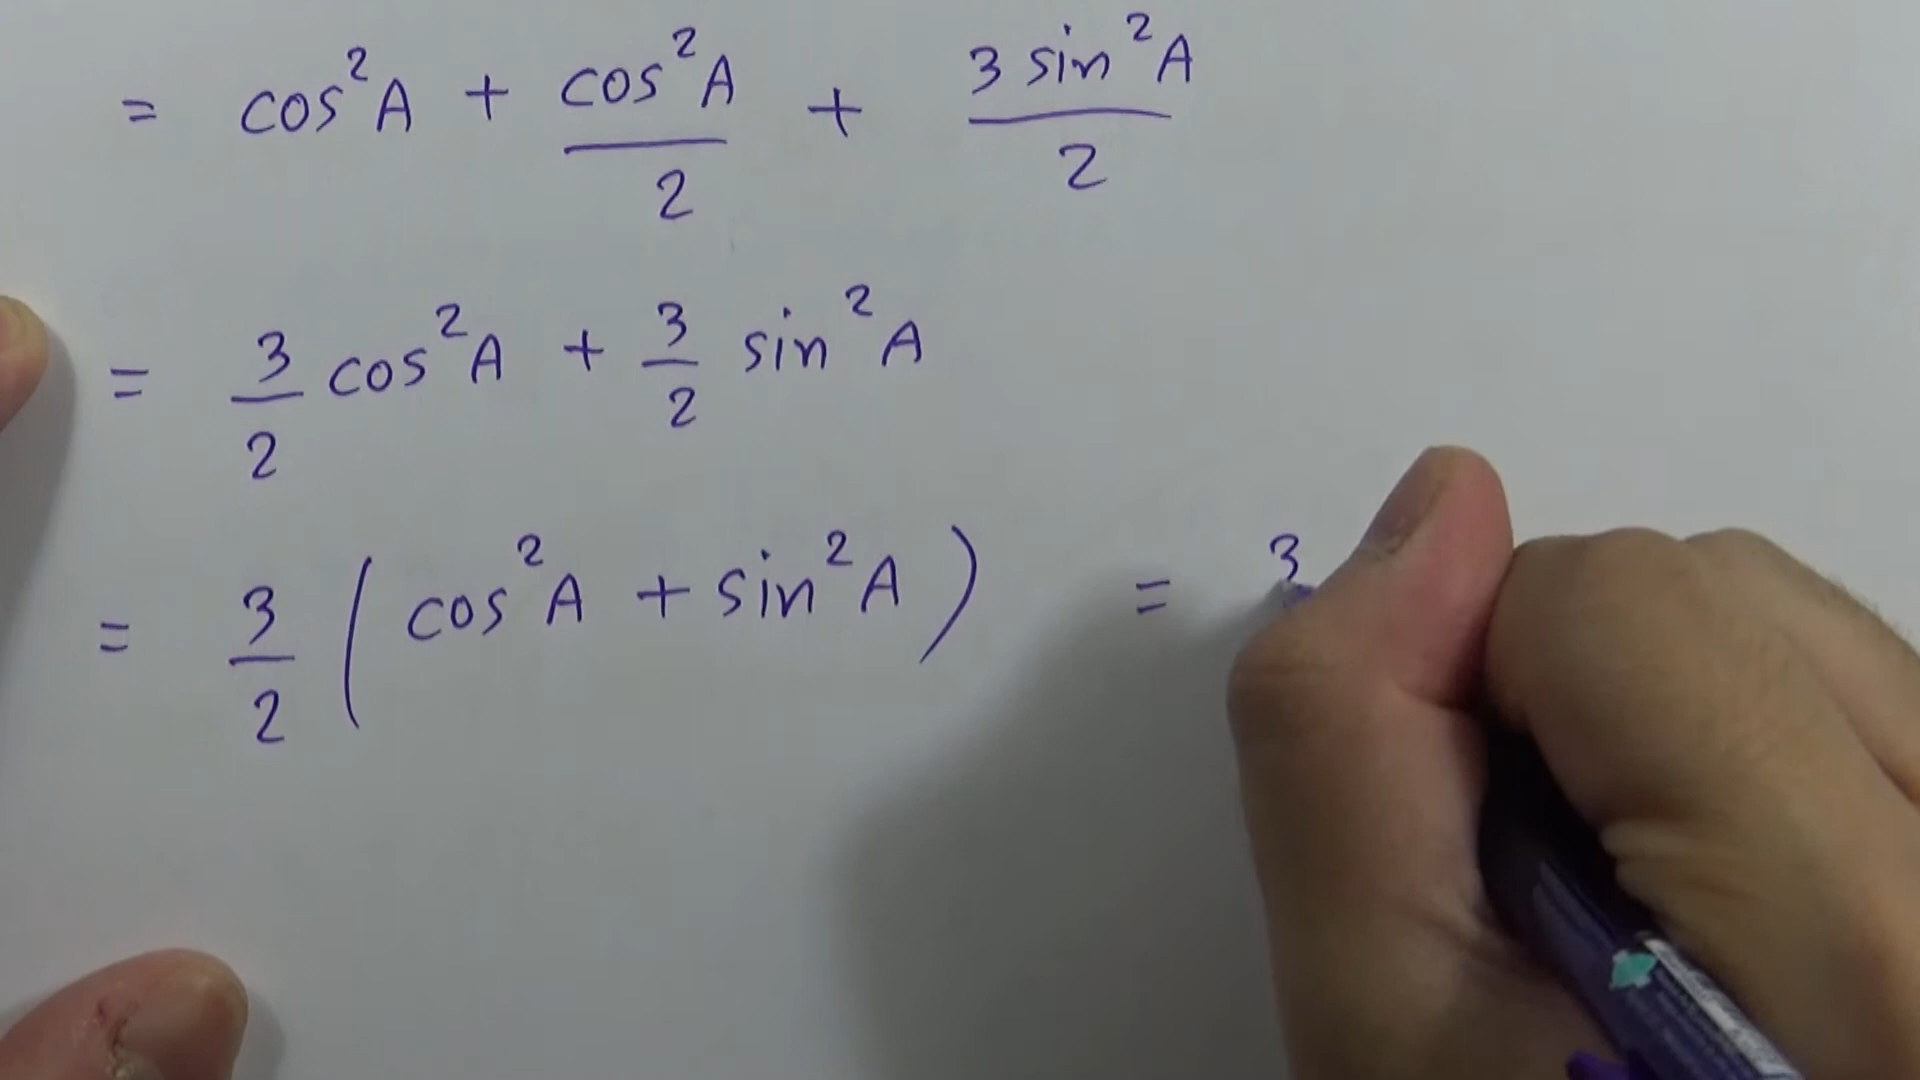 = cos²A + cos²A/2 + 3 sin²A/2
= 3/2 cos²A + 3/2 sin²A
= 3/2 (cos²A + sin²A) = 3